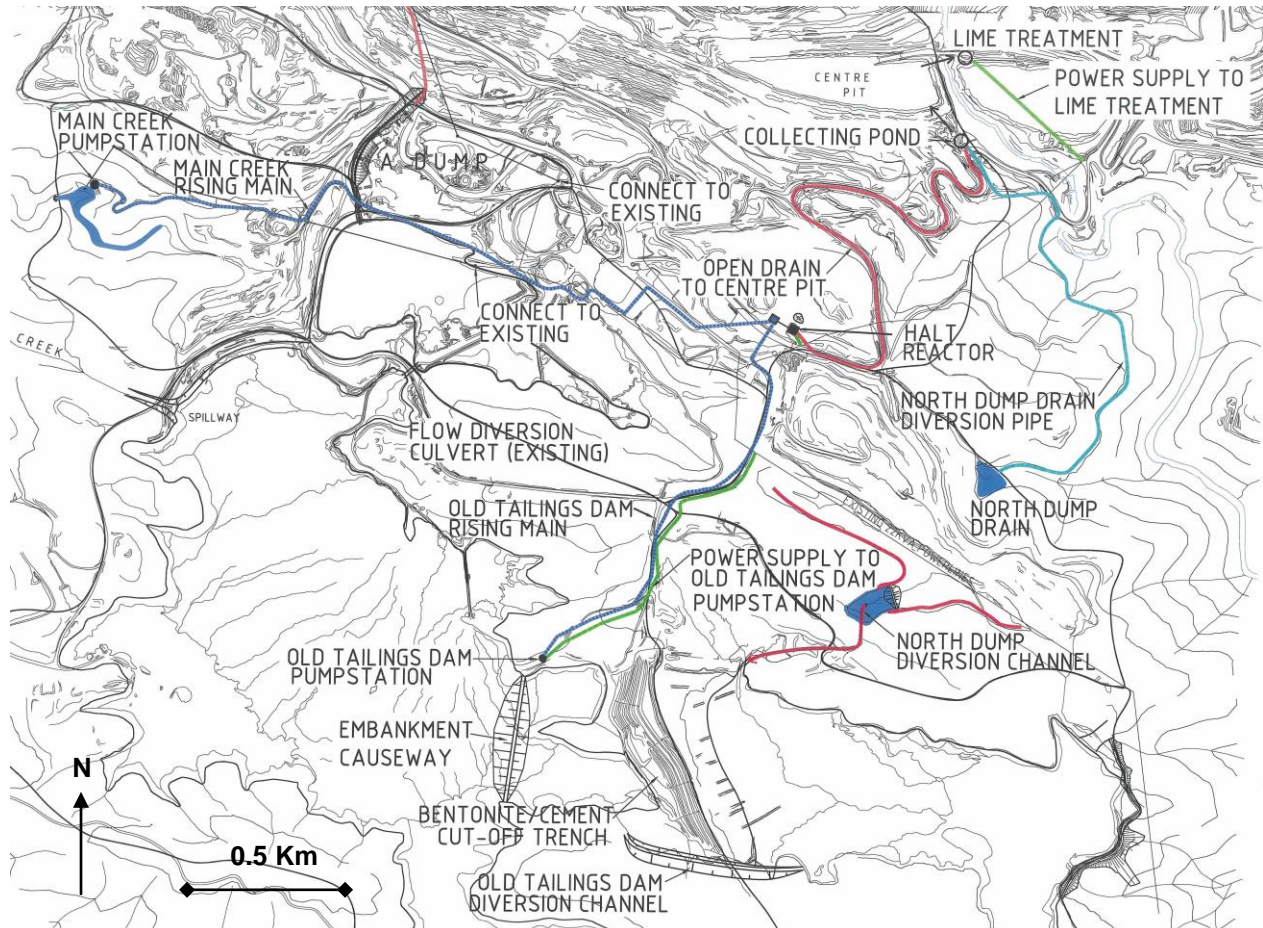 LIME TREATMENT
CENTRE
PIT
POWER SUPPLY TO
LIME TREATMENT
MAIN CREEK
PUMPSTATION
COLLECTING POND
A DUMP
MAIN CREEK
RISING MAIN
CONNECT TO
EXISTING
OPEN DRAIN
TO CENTRE PIT
CONNECT TO
EXISTING
HALT
REACTOR
CREEK
NORTH DUMP DRAIN
DIVERSION PIPE
SPILLWAY
FLOW DIVERSION
CULVERT (EXISTING)
OLD TAILINGS DAM
RISING MAIN
EXISTING 22KVA POWERLINES
NORTH DUMP
DRAIN
POWER SUPPLY TO
OLD TAILINGS DAM
PUMPSTATION
NORTH DUMP
DIVERSION CHANNEL
OLD TAILINGS DAM
PUMPSTATION
EMBANKMENT
CAUSEWAY
N
BENTONITE/CEMENT
CUT-OFF TRENCH
0.5 Km
OLD TAILINGS DAM
DIVERSION CHANNEL